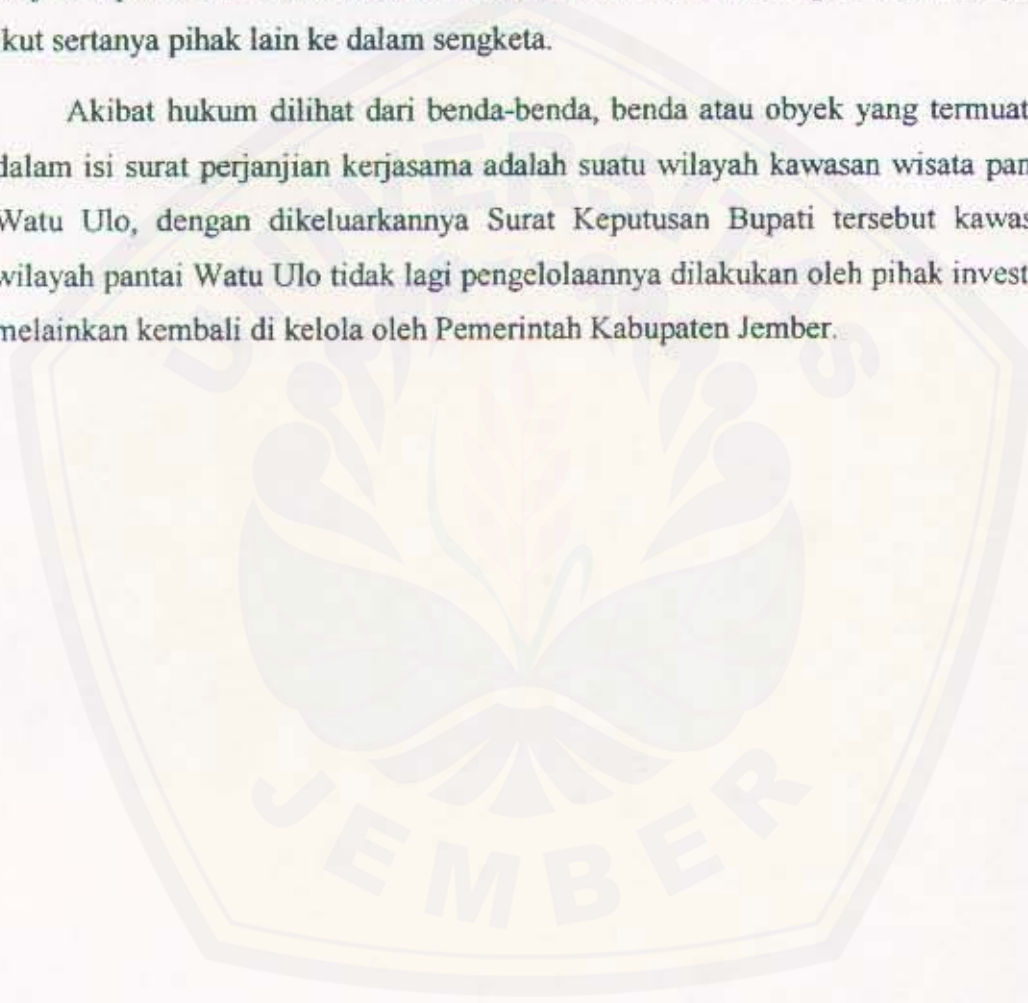 kut sertanya pihak lain ke dalam sengketa.
Akibat hukum dilihat dari benda-benda, benda atau obyek yang termuat
dalam isi surat perjanjian kerjasama adalah suatu wilayah kawasan wisata pan
Watu Ulo, dengan dikeluarkannya Surat Keputusan Bupati tersebut kawas
wilayah pantai Watu Ulo tidak lagi pengelolaannya dilakukan oleh pihak invest
melainkan kembali di kelola oleh Pemerintah Kabupaten Jember.
UNIVERSITAS
JEMBER